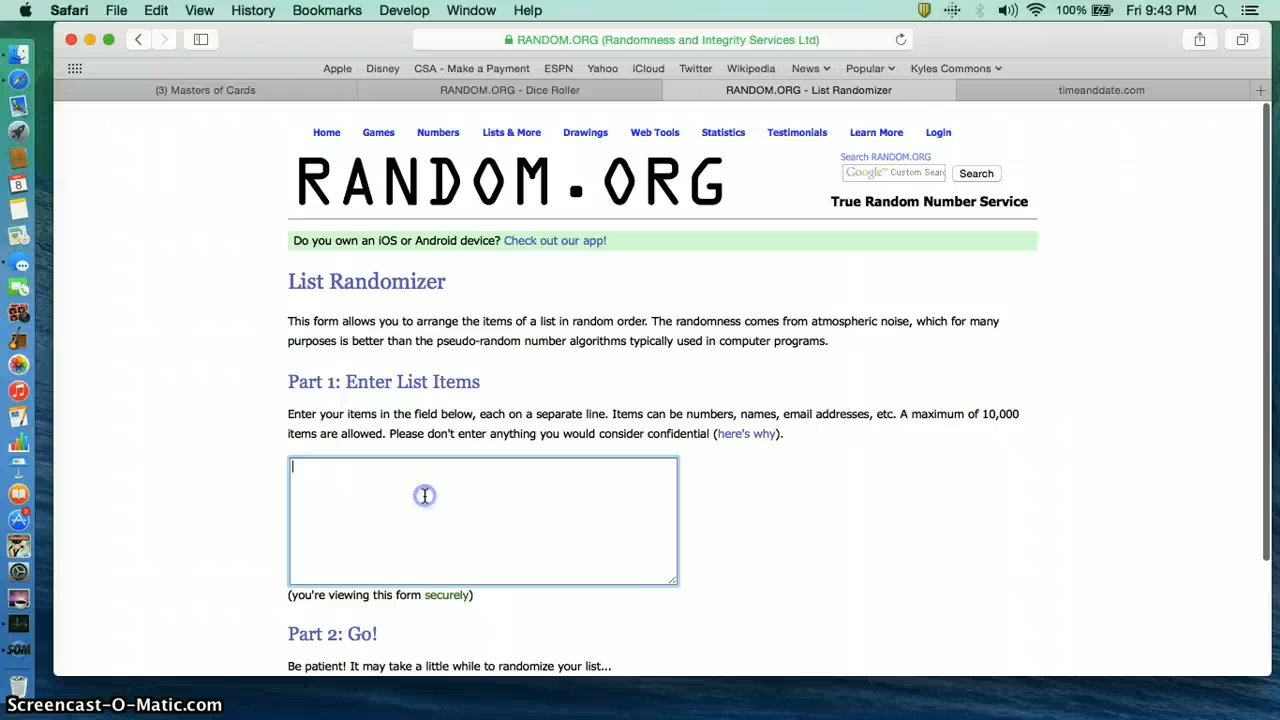 Safari File Edit View History Bookmarks Develop Window Help 100% Fri 9:43 PM
RANDOM.ORG (Randomness and Integrity Services Ltd)
Apple Disney CSA - Make a Payment ESPN Yahoo iCloud Twitter Wikipedia News Popular Kyles Commons
(3) Masters of Cards RANDOM.ORG - Dice Roller RANDOM.ORG - List Randomizer timeanddate.com
Home Games Numbers Lists & More Drawings Web Tools Statistics Testimonials Learn More Login
Search RANDOM.ORG
RANDOM.ORG
Google™ Custom Sear Search
True Random Number Service
Do you own an iOS or Android device? Check out our app!
List Randomizer
This form allows you to arrange the items of a list in random order. The randomness comes from atmospheric noise, which for many
purposes is better than the pseudo-random number algorithms typically used in computer programs.
Part 1: Enter List Items
Enter your items in the field below, each on a separate line. Items can be numbers, names, email addresses, etc. A maximum of 10,000
items are allowed. Please don't enter anything you would consider confidential (here's why).
(you're viewing this form securely)
Part 2: Go!
Be patient! It may take a little while to randomize your list...
8
SOM
Screencast-O-Matic.com